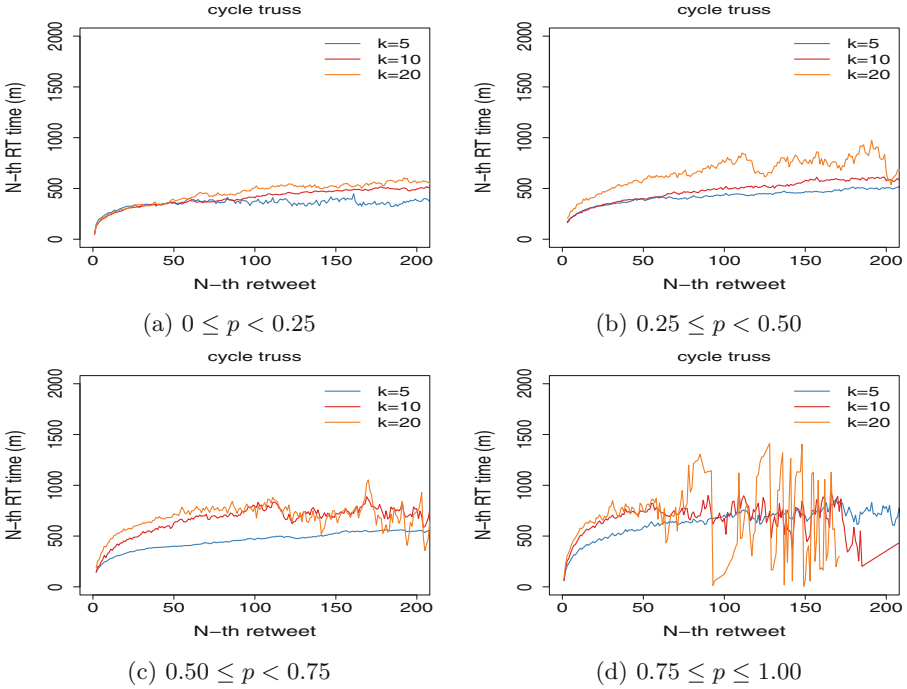 cycle truss
N−th RT time (m)
2000
1500
1000
500
0
k=5
k=10
k=20
0 50 100 150 200
N−th retweet
(a) 0 ≤ p < 0.25
cycle truss
N−th RT time (m)
2000
1500
1000
500
0
k=5
k=10
k=20
0 50 100 150 200
N−th retweet
(b) 0.25 ≤ p < 0.50
cycle truss
N−th RT time (m)
2000
1500
1000
500
0
k=5
k=10
k=20
0 50 100 150 200
N−th retweet
(c) 0.50 ≤ p < 0.75
cycle truss
N−th RT time (m)
2000
1500
1000
500
0
k=5
k=10
k=20
0 50 100 150 200
N−th retweet
(d) 0.75 ≤ p ≤ 1.00